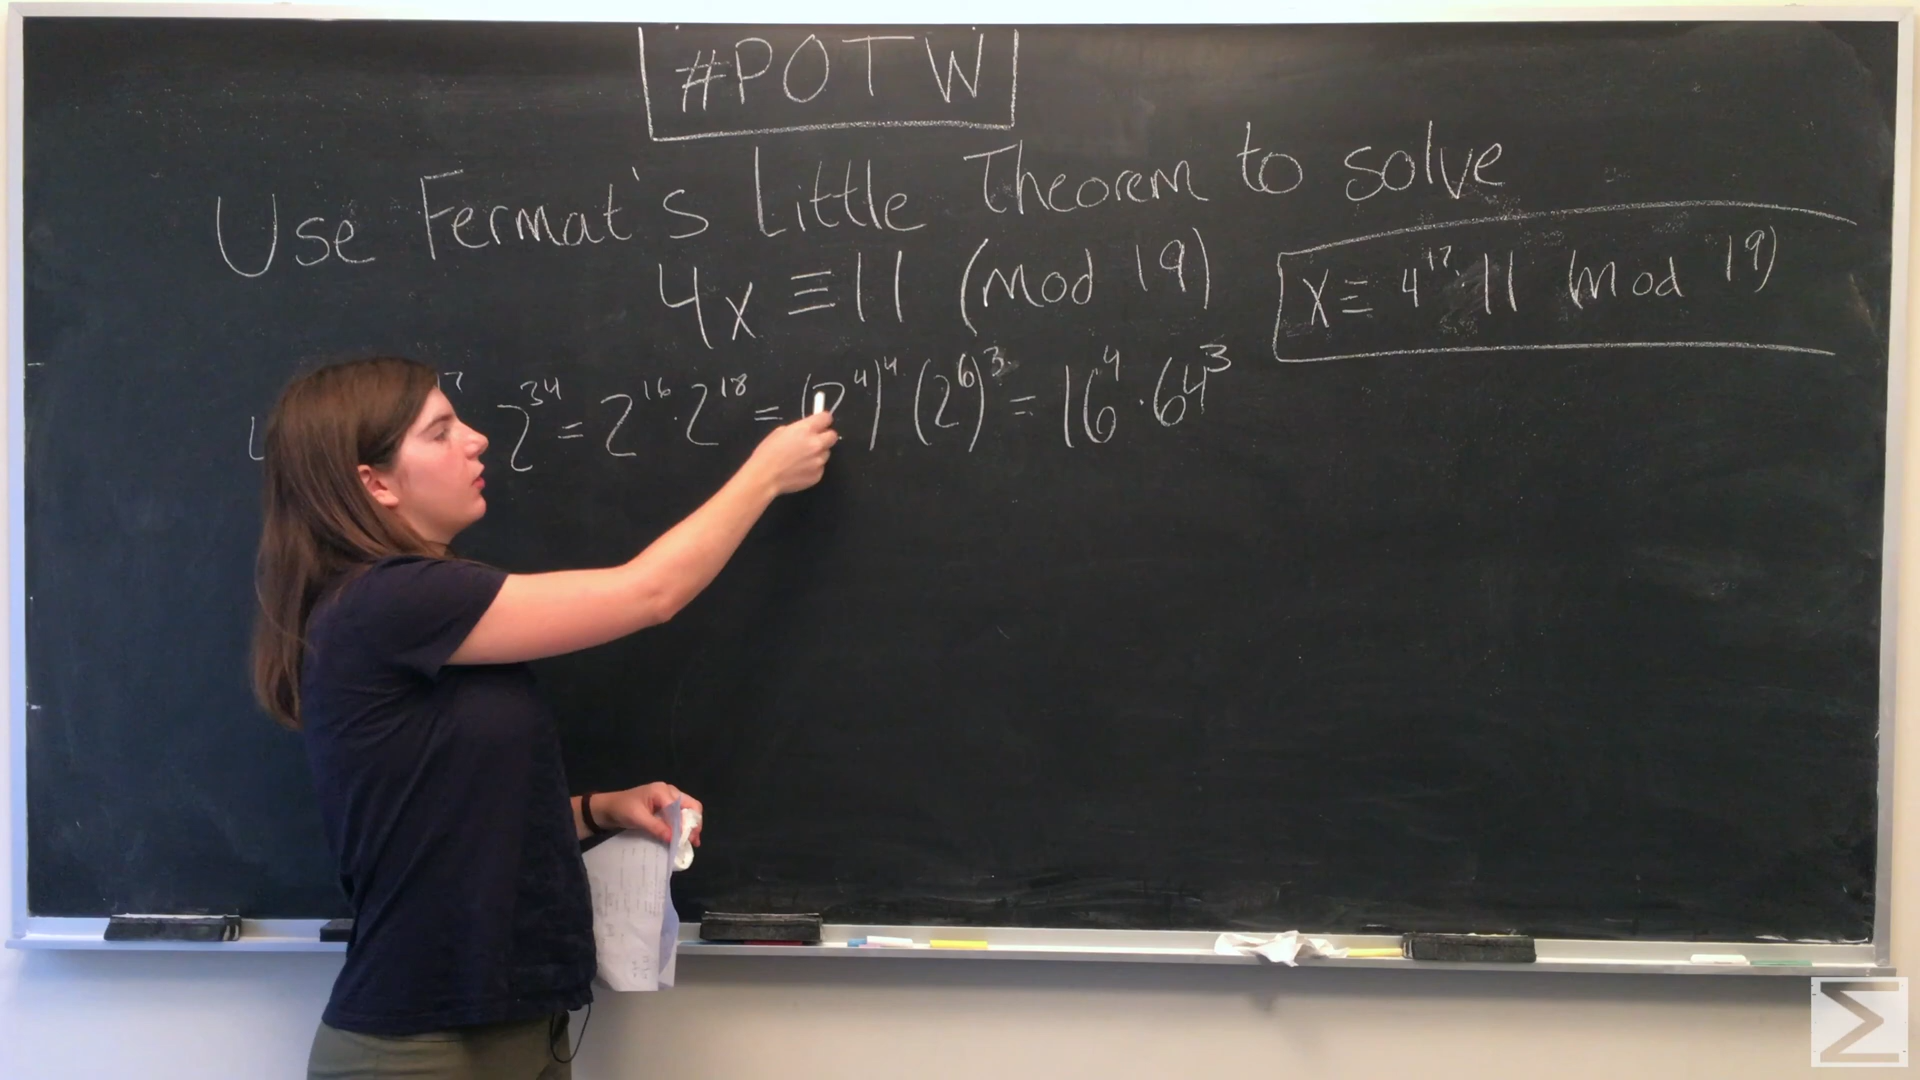 #POTW
Use Fermat's Little Theorem to solve
4x ≡ 11 (mod 19)
x ≡ 4¹⁷·11 mod 19)
2³⁴ = 2¹⁶·2¹⁸ = (2⁴)⁴ (2⁶)³ = 16⁴·64³
Σ